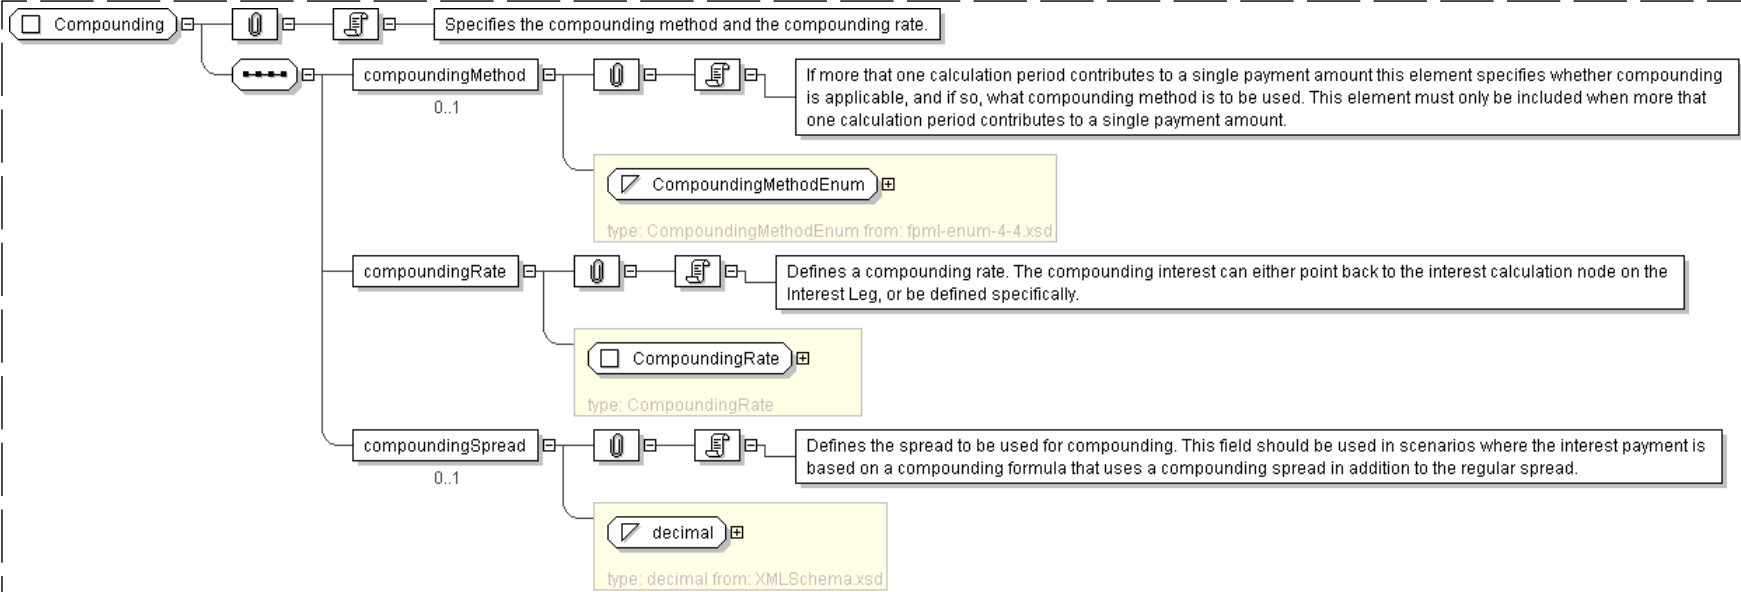 Compounding
Specifies the compounding method and the compounding rate.
compoundingMethod
0..1
If more that one calculation period contributes to a single payment amount this element specifies whether compounding
is applicable, and if so, what compounding method is to be used. This element must only be included when more that
one calculation period contributes to a single payment amount.
CompoundingMethodEnum
type: CompoundingMethodEnum from: fpml-enum-4-4.xsd
compoundingRate
Defines a compounding rate. The compounding interest can either point back to the interest calculation node on the
Interest Leg, or be defined specifically.
CompoundingRate
type: CompoundingRate
compoundingSpread
0..1
Defines the spread to be used for compounding. This field should be used in scenarios where the interest payment is
based on a compounding formula that uses a compounding spread in addition to the regular spread.
decimal
type: decimal from: XMLSchema.xsd